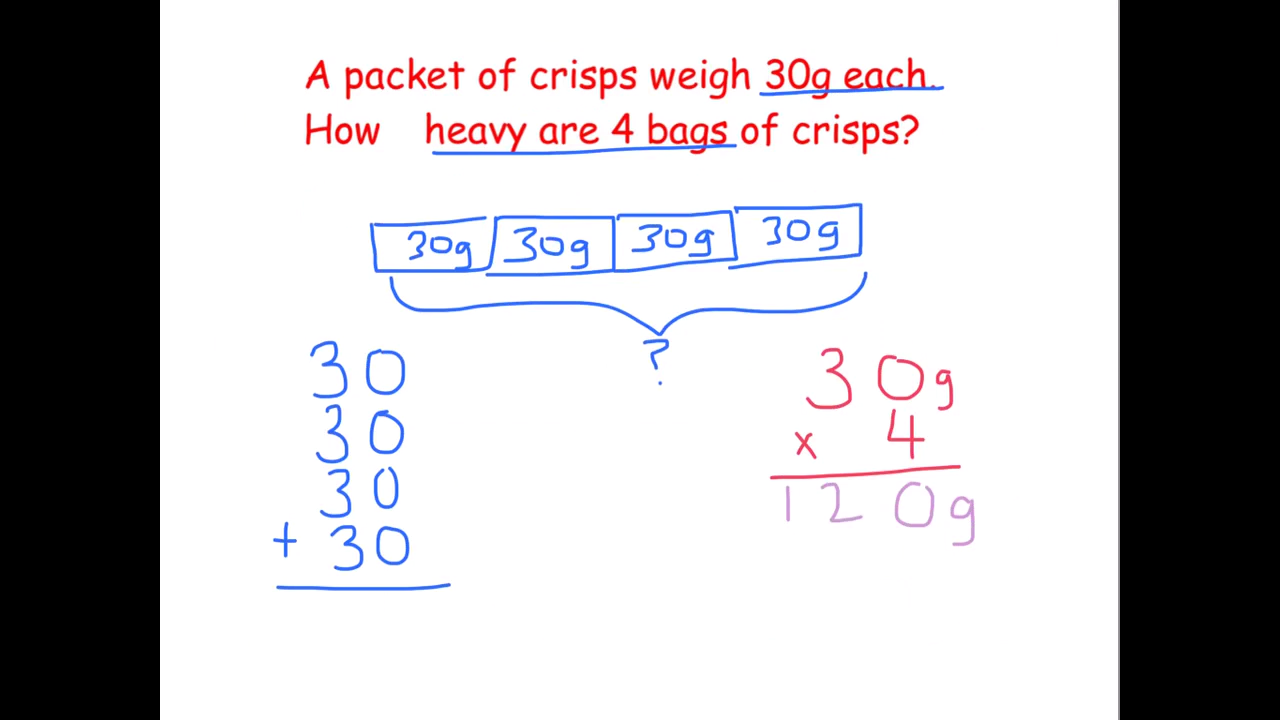 A packet of crisps weigh 30g each.
How heavy are 4 bags of crisps?
30g 30g 30g 30g
?
30
30
30
+ 30
30g
x 4
120g